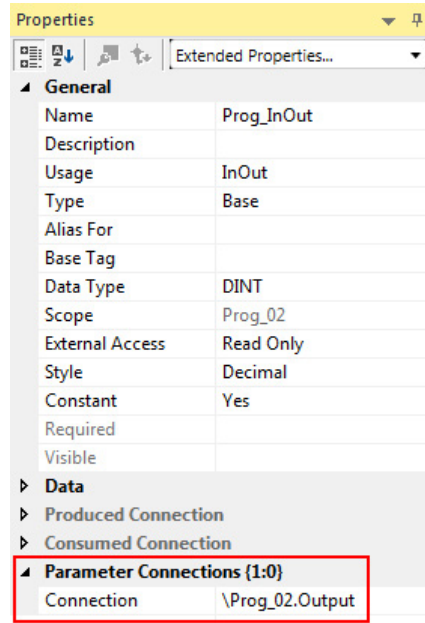 Properties
Extended Properties...
General
Name Prog_InOut
Description
Usage InOut
Type Base
Alias For
Base Tag
Data Type DINT
Scope Prog_02
External Access Read Only
Style Decimal
Constant Yes
Required
Visible
Data
Produced Connection
Consumed Connection
Parameter Connections {1:0}
Connection \Prog_02.Output